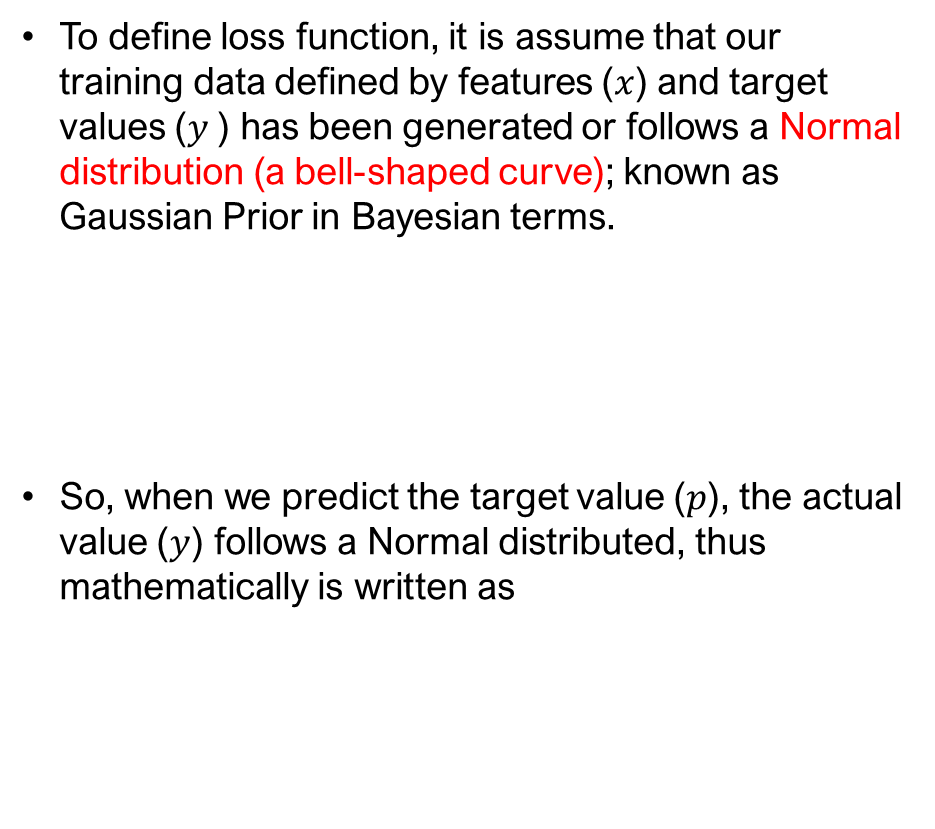 • To define loss function, it is assume that our
training data defined by features (𝑥) and target
values (𝑦 ) has been generated or follows a Normal
distribution (a bell-shaped curve); known as
Gaussian Prior in Bayesian terms.
• So, when we predict the target value (𝑝), the actual
value (𝑦) follows a Normal distributed, thus
mathematically is written as